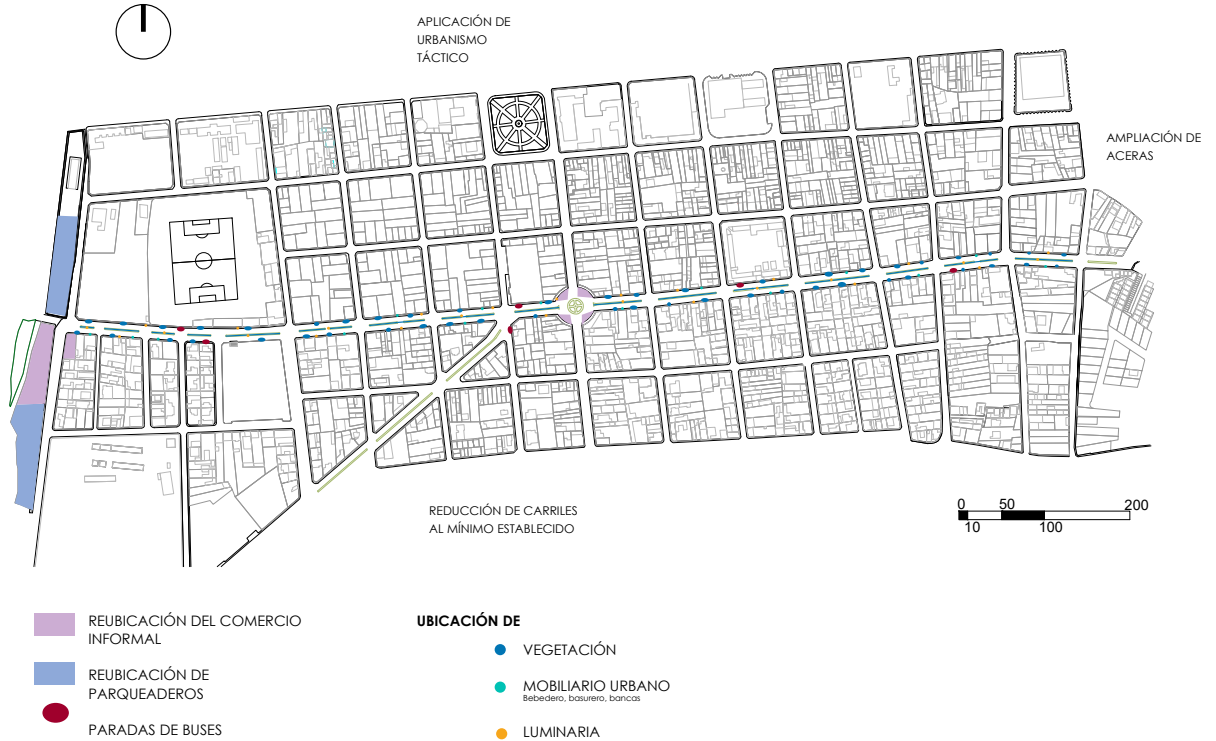 APLICACIÓN DE
URBANISMO
TÁCTICO
AMPLIACIÓN DE
ACERAS
REDUCCIÓN DE CARRILES
AL MÍNIMO ESTABLECIDO
0 50 200
10 100
REUBICACIÓN DEL COMERCIO
INFORMAL
REUBICACIÓN DE
PARQUEADEROS
PARADAS DE BUSES
UBICACIÓN DE
VEGETACIÓN
MOBILIARIO URBANO
Bebedero, basurero, bancas
LUMINARIA